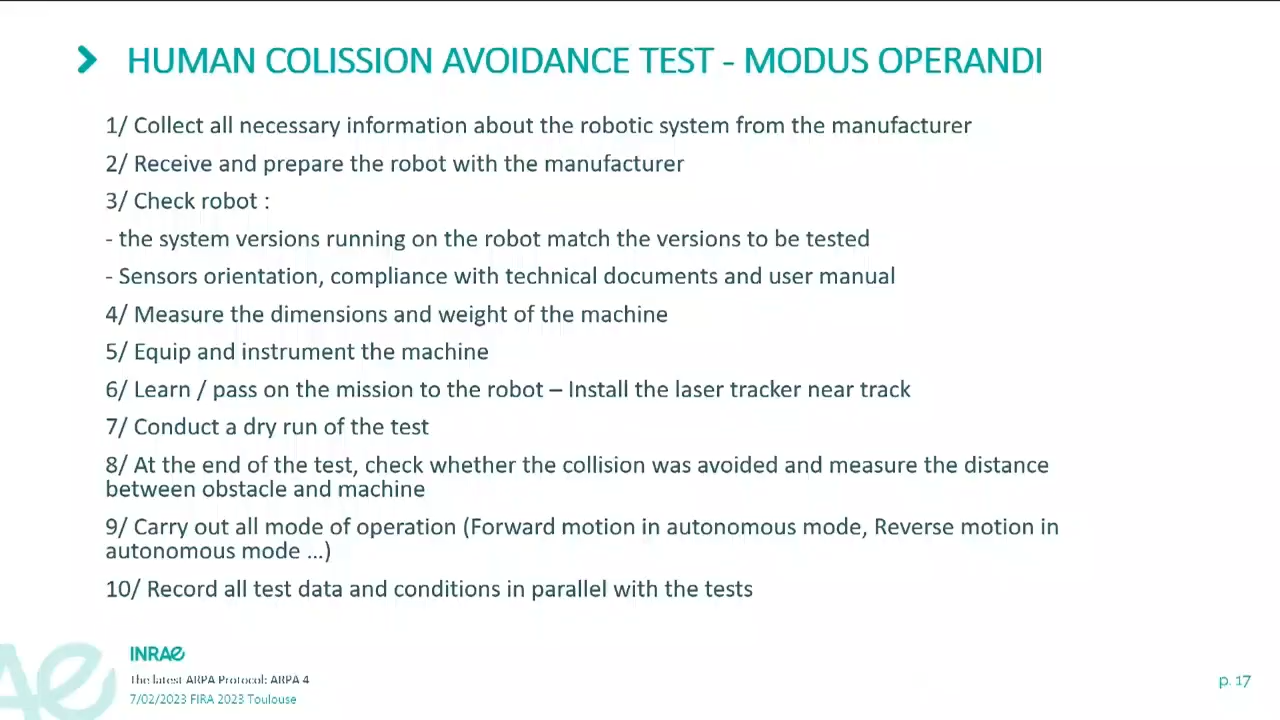 HUMAN COLISSION AVOIDANCE TEST - MODUS OPERANDI
1/ Collect all necessary information about the robotic system from the manufacturer
2/ Receive and prepare the robot with the manufacturer
3/ Check robot :
- the system versions running on the robot match the versions to be tested
- Sensors orientation, compliance with technical documents and user manual
4/ Measure the dimensions and weight of the machine
5/ Equip and instrument the machine
6/ Learn / pass on the mission to the robot – Install the laser tracker near track
7/ Conduct a dry run of the test
8/ At the end of the test, check whether the collision was avoided and measure the distance
between obstacle and machine
9/ Carry out all mode of operation (Forward motion in autonomous mode, Reverse motion in
autonomous mode ...)
10/ Record all test data and conditions in parallel with the tests
INRAE
The latest ARPA Protocol: ARPA 4
7/02/2023 FIRA 2023 Toulouse
p. 17